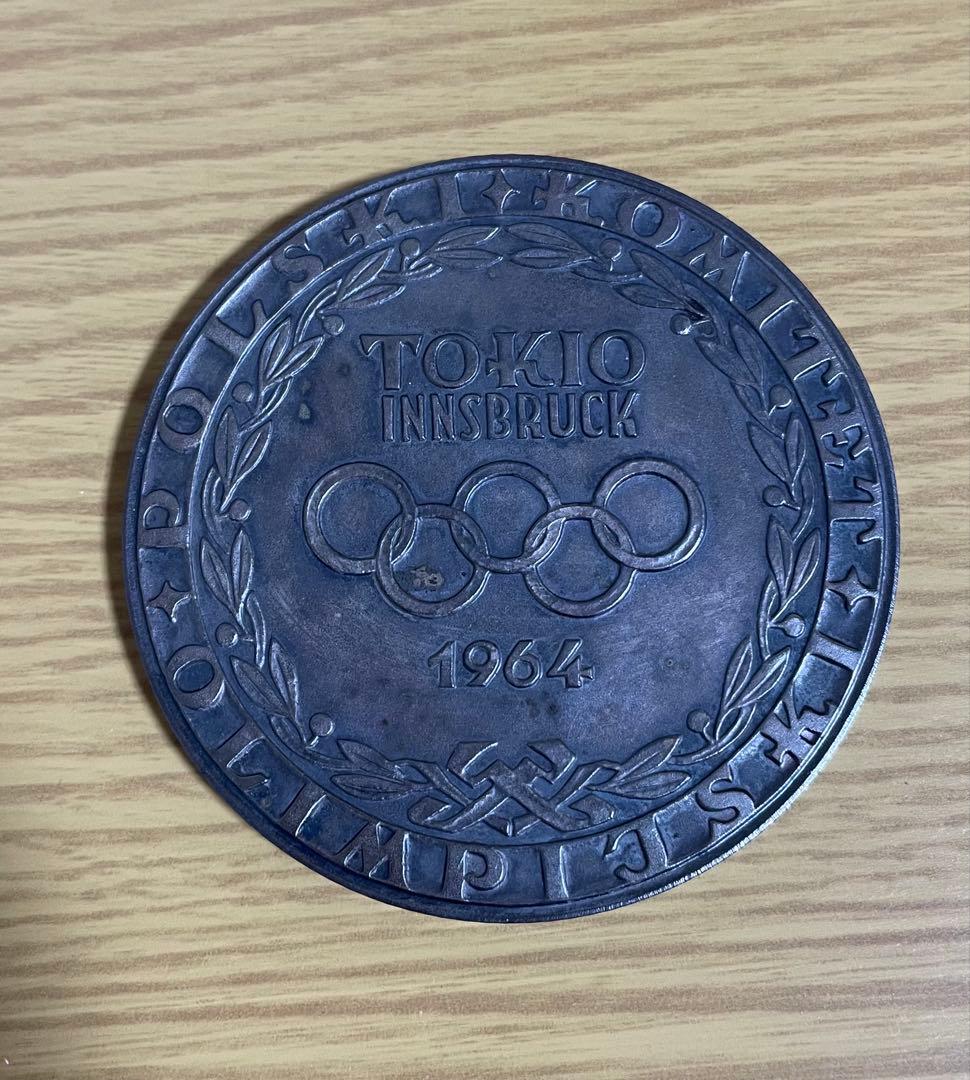 POLSKI KOMITET OLIMPIJSKI
TOKIO
INNSBRUCK
1964